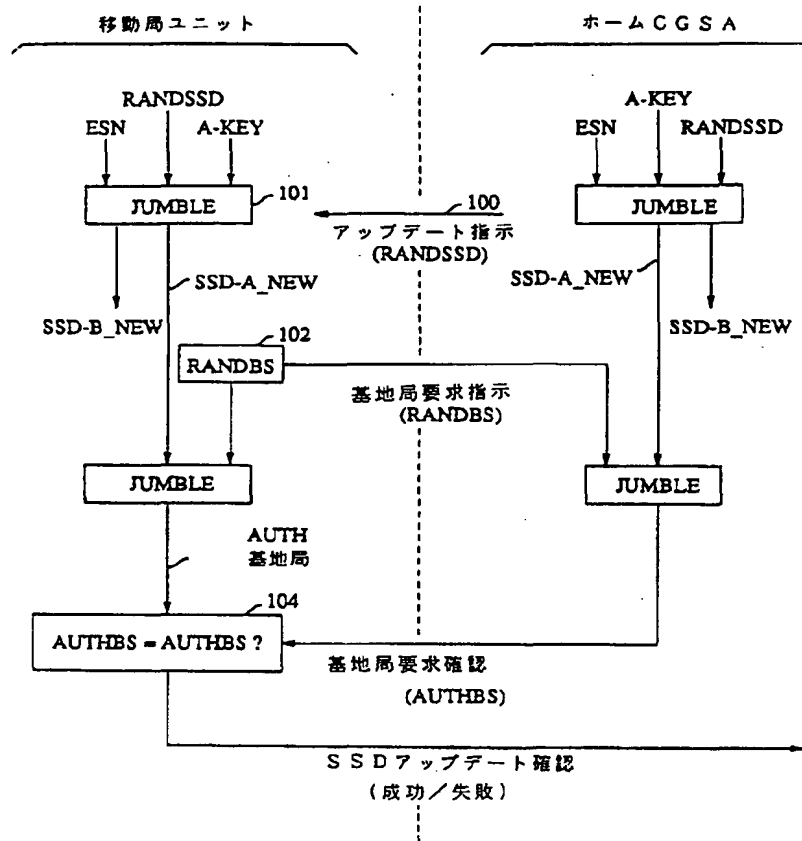 移動局ユニット
ホームCGSA
RANDSSD
ESN
A-KEY
A-KEY
ESN
RANDSSD
JUMBLE
101
100
JUMBLE
アップデート指示
(RANDSSD)
SSD-A_NEW
SSD-B_NEW
SSD-A_NEW
SSD-B_NEW
102
RANDBS
基地局要求指示
(RANDBS)
JUMBLE
JUMBLE
AUTH
基地局
104
AUTHBS = AUTHBS ?
基地局要求確認
(AUTHBS)
SSDアップデート確認
(成功/失敗)